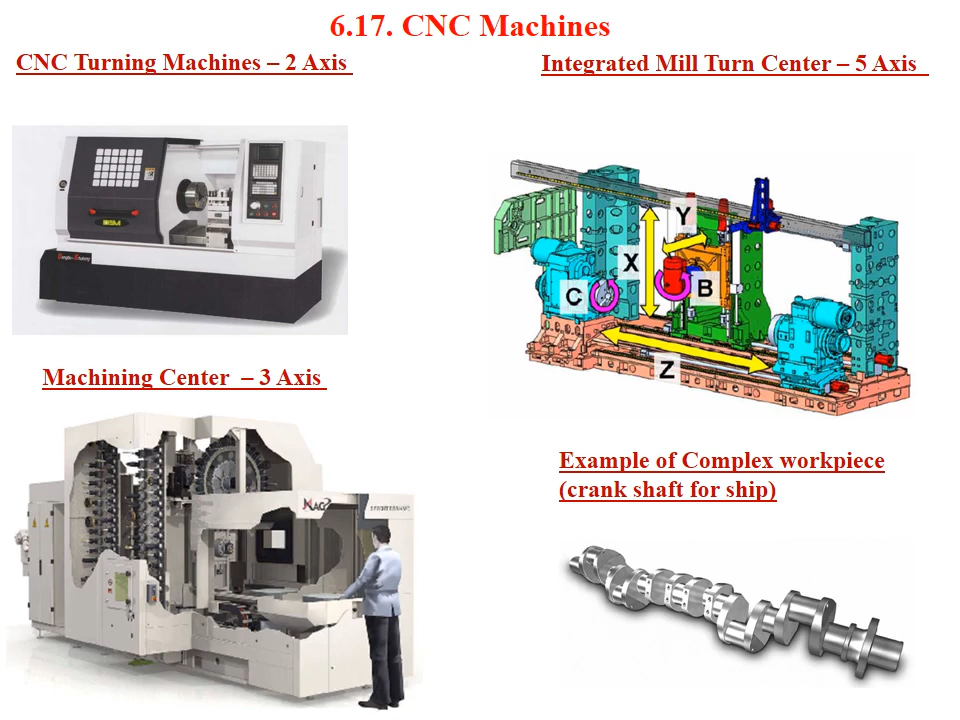 6.17. CNC Machines
CNC Turning Machines – 2 Axis
Integrated Mill Turn Center – 5 Axis
Y
X
C
B
Z
Machining Center – 3 Axis
MAG
Example of Complex workpiece
(crank shaft for ship)